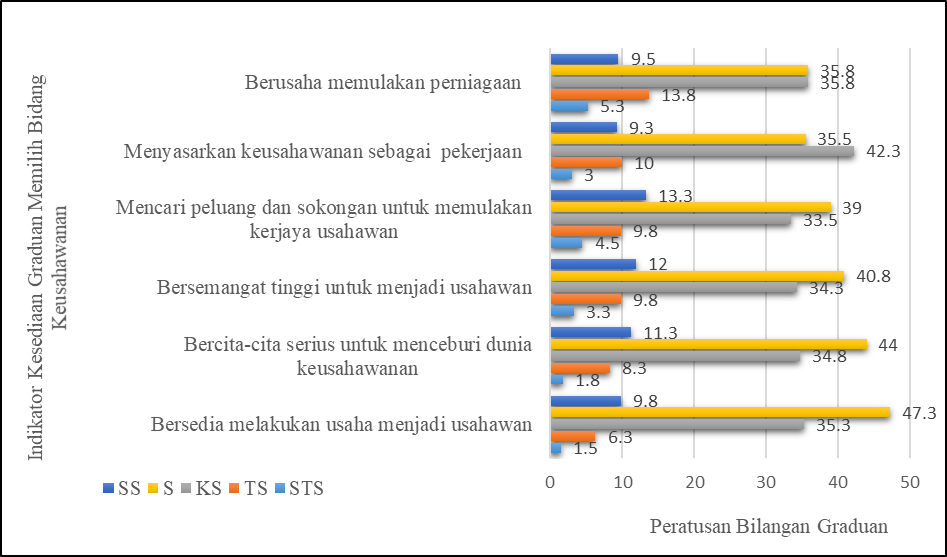 Indikator Kesediaan Graduan Memilih Bidang
Keusahawanan
Berusaha memulakan perniagaan
9.5
35.8
35.8
13.8
5.3
Menyasarkan keusahawanan sebagai pekerjaan
9.3
35.5
42.3
10
3
Mencari peluang dan sokongan untuk memulakan
kerjaya usahawan
13.3
39
33.5
9.8
4.5
Bersemangat tinggi untuk menjadi usahawan
12
40.8
34.3
9.8
3.3
Bercita-cita serius untuk menceburi dunia
keusahawanan
11.3
44
34.8
8.3
1.8
Bersedia melakukan usaha menjadi usahawan
9.8
47.3
35.3
6.3
1.5
SS S KS TS STS
0 10 20 30 40 50
Peratusan Bilangan Graduan